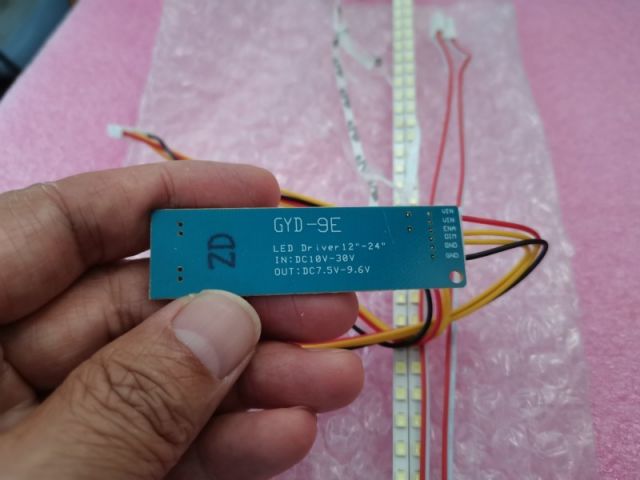 GYD-9E
LED Driver12"-24"
IN:DC10V-30V
OUT:DC7.5V-9.6V
ZD
VIN
VIN
ENA
DIM
GND
GND